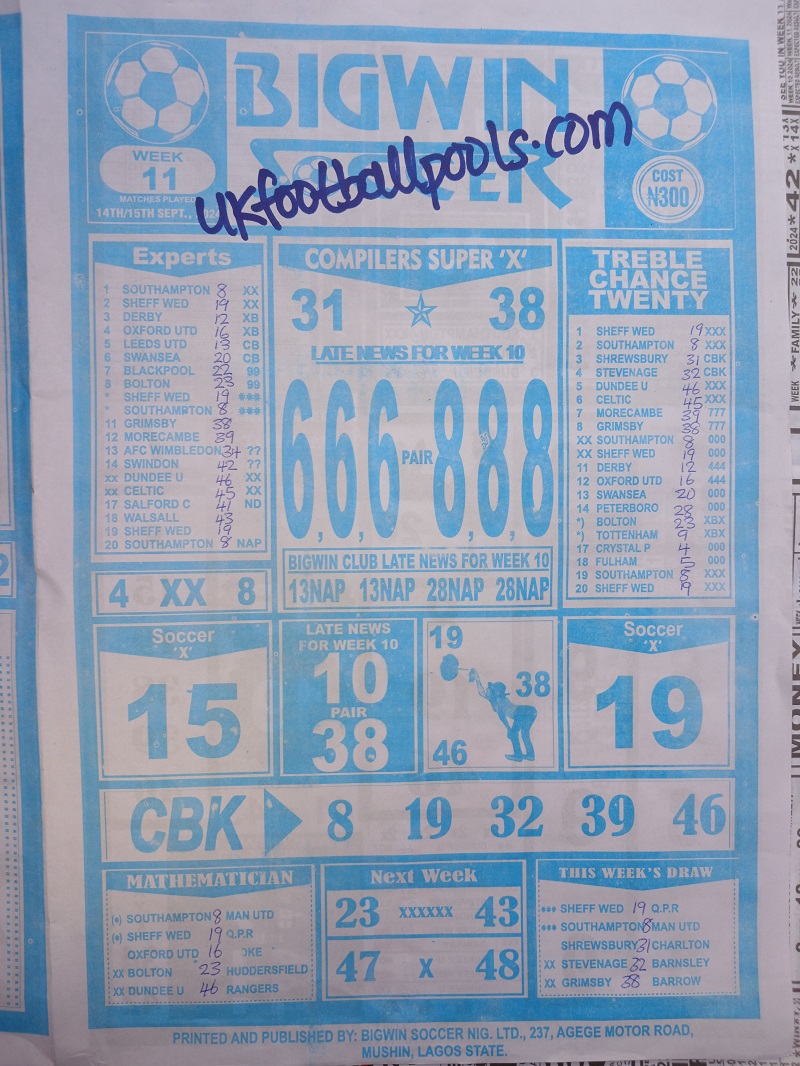 BIGWIN
SOCCER
ukfootballpools.com
WEEK
11
MATCHES PLAYED
14TH/15TH SEPT., 2024
COST
₦300
Experts
1 SOUTHAMPTON 8 XX
2 SHEFF WED 19 XX
3 DERBY 12 XB
4 OXFORD UTD 16 XB
5 LEEDS UTD 13 CB
6 SWANSEA 20 CB
7 BLACKPOOL 22 99
8 BOLTON 23 99
* SHEFF WED 19 ***
* SOUTHAMPTON 8 ***
11 GRIMSBY 38
12 MORECAMBE 39
13 AFC WIMBLEDON 34 ??
14 SWINDON 42 ??
xx DUNDEE U 46 XX
xx CELTIC 45 XX
17 SALFORD C 41 ND
18 WALSALL 43
19 SHEFF WED 19
20 SOUTHAMPTON 8 NAP
4 XX 8
COMPILERS SUPER 'X'
31 38
LATE NEWS FOR WEEK 10
6,6,6 PAIR 8,8,8
BIGWIN CLUB LATE NEWS FOR WEEK 10
13NAP 13NAP 28NAP 28NAP
TREBLE
CHANCE
TWENTY
1 SHEFF WED 19 XXX
2 SOUTHAMPTON 8 XXX
3 SHREWSBURY 31 CBK
4 STEVENAGE 32 CBK
5 DUNDEE U 46 XXX
6 CELTIC 45 XXX
7 MORECAMBE 39 777
8 GRIMSBY 38 777
XX SOUTHAMPTON 8 000
XX SHEFF WED 19 000
11 DERBY 12 444
12 OXFORD UTD 16 444
13 SWANSEA 20 000
14 PETERBORO 28 000
*) BOLTON 23 XBX
*) TOTTENHAM 9 XBX
17 CRYSTAL P 4 000
18 FULHAM 5 000
19 SOUTHAMPTON 8 XXX
20 SHEFF WED 19 XXX
Soccer
'X'
15
LATE NEWS
FOR WEEK 10
10
PAIR
38
19
38
46
Soccer
'X'
19
CBK 8 19 32 39 46
MATHEMATICIAN
(*) SOUTHAMPTON 8 MAN UTD
(*) SHEFF WED 19 Q.P.R
OXFORD UTD 16 OKE
XX BOLTON 23 HUDDERSFIELD
XX DUNDEE U 46 RANGERS
Next Week
23 XXXXXX 43
47 X 48
THIS WEEK'S DRAW
*** SHEFF WED 19 Q.P.R
*** SOUTHAMPTON 8 MAN UTD
SHREWSBURY 31 CHARLTON
XX STEVENAGE 32 BARNSLEY
XX GRIMSBY 38 BARROW
PRINTED AND PUBLISHED BY: BIGWIN SOCCER NIG. LTD., 237, AGEGE MOTOR ROAD,
MUSHIN, LAGOS STATE.